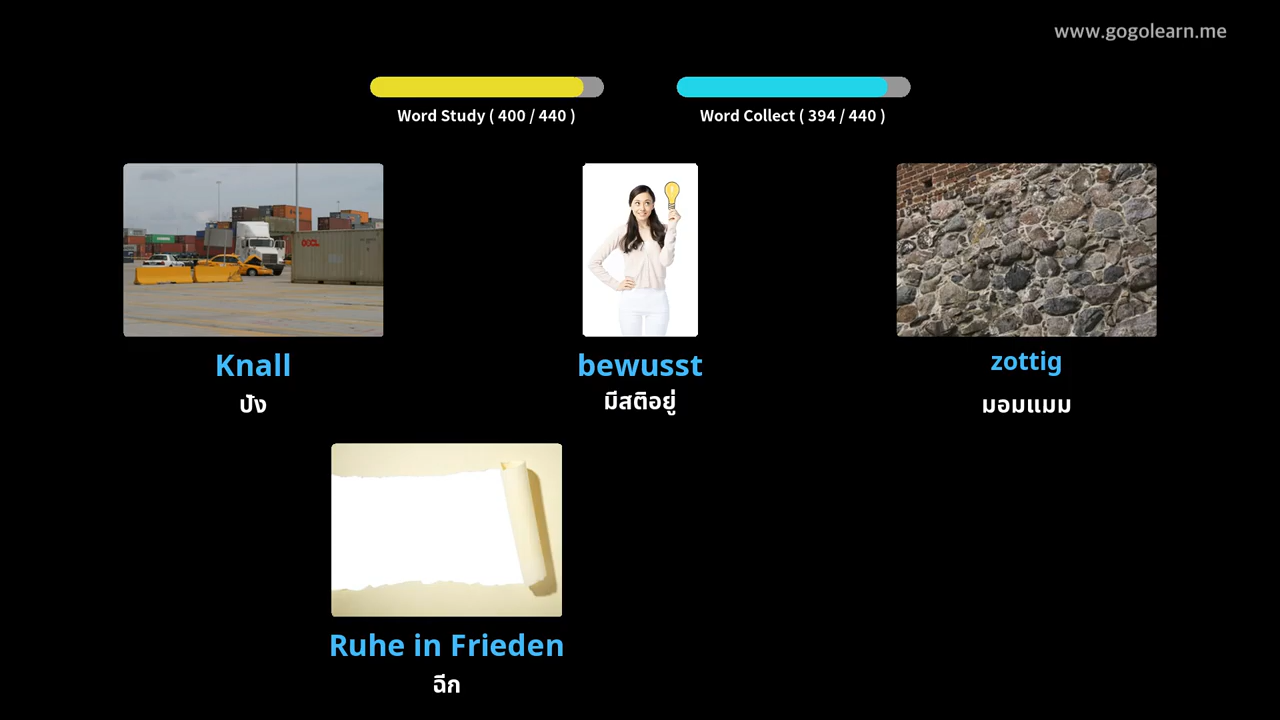 www.gogolearn.me
Word Study ( 400 / 440 )
Word Collect ( 394 / 440 )
OOCL
Knall
ปัง
bewusst
มีสติอยู่
zottig
มอมแมม
Ruhe in Frieden
ฉีก